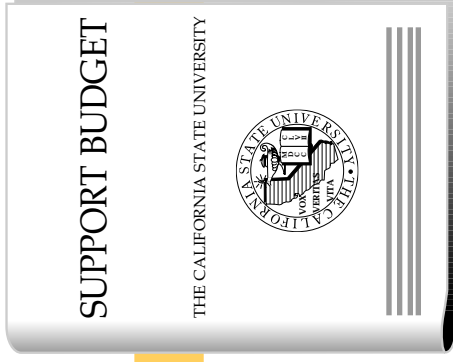 SUPPORT BUDGET
THE CALIFORNIA STATE UNIVERSITY
THE CALIFORNIA STATE UNIVERSITY
VOX
VERITAS
VITA